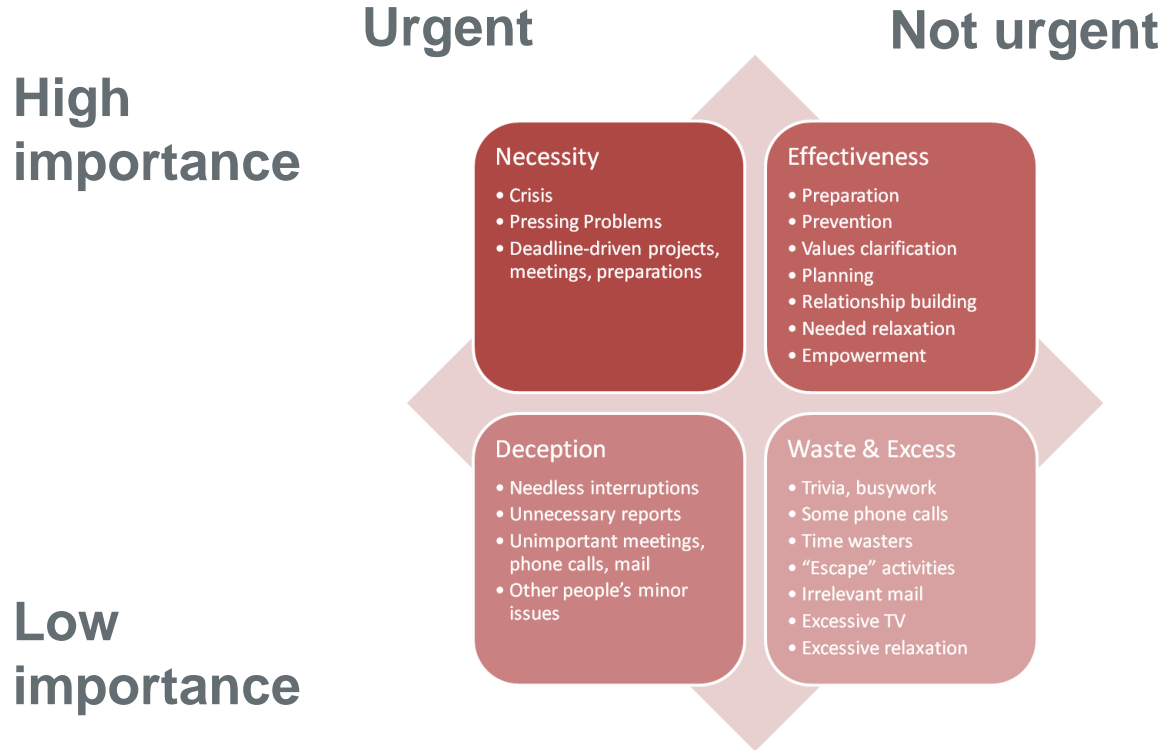 Urgent
Not urgent
High
importance
Necessity
• Crisis
• Pressing Problems
• Deadline-driven projects,
meetings, preparations
Effectiveness
• Preparation
• Prevention
• Values clarification
• Planning
• Relationship building
• Needed relaxation
• Empowerment
Low
importance
Deception
• Needless interruptions
• Unnecessary reports
• Unimportant meetings,
phone calls, mail
• Other people’s minor
issues
Waste & Excess
• Trivia, busywork
• Some phone calls
• Time wasters
• “Escape” activities
• Irrelevant mail
• Excessive TV
• Excessive relaxation